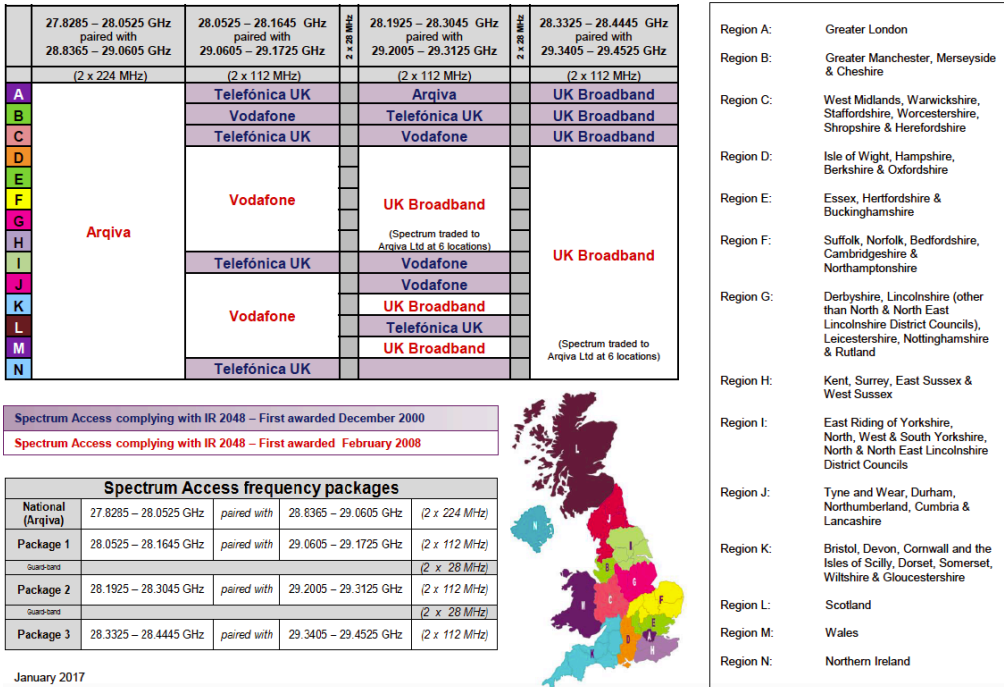 27.8285 – 28.0525 GHz
paired with
28.8365 – 29.0605 GHz
28.0525 – 28.1645 GHz
paired with
29.0605 – 29.1725 GHz
2 x 28 MHz
28.1925 – 28.3045 GHz
paired with
29.2005 – 29.3125 GHz
2 x 28 MHz
28.3325 – 28.4445 GHz
paired with
29.3405 – 29.4525 GHz
(2 x 224 MHz)
(2 x 112 MHz)
(2 x 112 MHz)
(2 x 112 MHz)
A Telefónica UK Arqiva UK Broadband
B Vodafone Telefónica UK UK Broadband
C Telefónica UK Vodafone UK Broadband
D
E
F Vodafone UK Broadband
G
H Arqiva (Spectrum traded to
Arqiva Ltd at 6 locations)
UK Broadband
I Telefónica UK Vodafone
J Vodafone
K Vodafone UK Broadband
L Telefónica UK
M UK Broadband
(Spectrum traded to
Arqiva Ltd at 6 locations)
N Telefónica UK
Spectrum Access complying with IR 2048 – First awarded December 2000
Spectrum Access complying with IR 2048 – First awarded February 2008
Spectrum Access frequency packages
National
(Arqiva)
27.8285 – 28.0525 GHz paired with 28.8365 – 29.0605 GHz (2 x 224 MHz)
Package 1 28.0525 – 28.1645 GHz paired with 29.0605 – 29.1725 GHz (2 x 112 MHz)
Guard-band (2 x 28 MHz)
Package 2 28.1925 – 28.3045 GHz paired with 29.2005 – 29.3125 GHz (2 x 112 MHz)
Guard-band (2 x 28 MHz)
Package 3 28.3325 – 28.4445 GHz paired with 29.3405 – 29.4525 GHz (2 x 112 MHz)
January 2017
L
N
J
I
B
G
M
C
F
E
D
A
K
H
Region A: Greater London
Region B: Greater Manchester, Merseyside
& Cheshire
Region C: West Midlands, Warwickshire,
Staffordshire, Worcestershire,
Shropshire & Herefordshire
Region D: Isle of Wight, Hampshire,
Berkshire & Oxfordshire
Region E: Essex, Hertfordshire &
Buckinghamshire
Region F: Suffolk, Norfolk, Bedfordshire,
Cambridgeshire &
Northamptonshire
Region G: Derbyshire, Lincolnshire (other
than North & North East
Lincolnshire District Councils),
Leicestershire, Nottinghamshire
& Rutland
Region H: Kent, Surrey, East Sussex &
West Sussex
Region I: East Riding of Yorkshire,
North, West & South Yorkshire,
North & North East Lincolnshire
District Councils
Region J: Tyne and Wear, Durham,
Northumberland, Cumbria &
Lancashire
Region K: Bristol, Devon, Cornwall and the
Isles of Scilly, Dorset, Somerset,
Wiltshire & Gloucestershire
Region L: Scotland
Region M: Wales
Region N: Northern Ireland